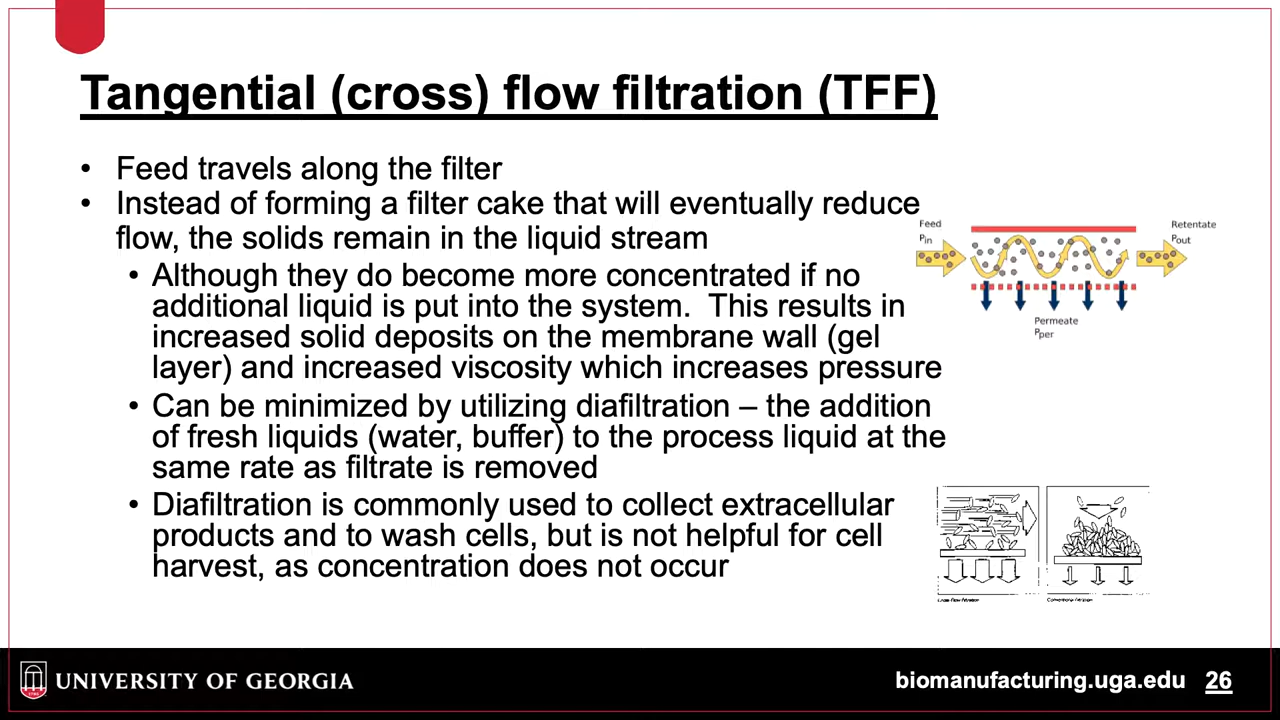 Tangential (cross) flow filtration (TFF)
• Feed travels along the filter
• Instead of forming a filter cake that will eventually reduce
flow, the solids remain in the liquid stream
• Although they do become more concentrated if no
additional liquid is put into the system. This results in
increased solid deposits on the membrane wall (gel
layer) and increased viscosity which increases pressure
• Can be minimized by utilizing diafiltration – the addition
of fresh liquids (water, buffer) to the process liquid at the
same rate as filtrate is removed
• Diafiltration is commonly used to collect extracellular
products and to wash cells, but is not helpful for cell
harvest, as concentration does not occur
Feed
Pin
Retentate
Pout
Permeate
Pper
Cross-flow filtration
Conventional filtration
UNIVERSITY OF GEORGIA
biomanufacturing.uga.edu 26